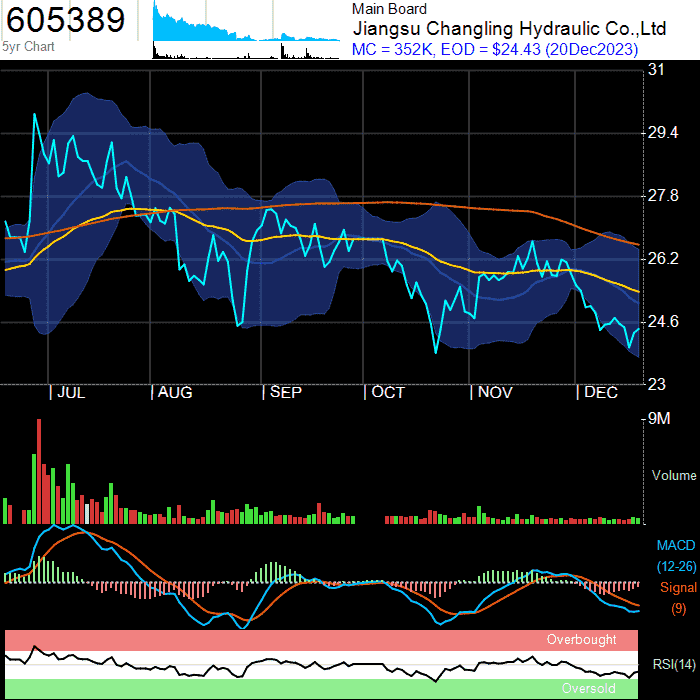 605389
5yr Chart
Main Board
Jiangsu Changling Hydraulic Co.,Ltd
MC = 352K, EOD = $24.43 (20Dec2023)
31
29.4
27.8
26.2
24.6
23
| JUL | AUG | SEP | OCT | NOV | DEC
9M
Volume
MACD
(12-26)
Signal
(9)
Overbought
RSI(14)
Oversold